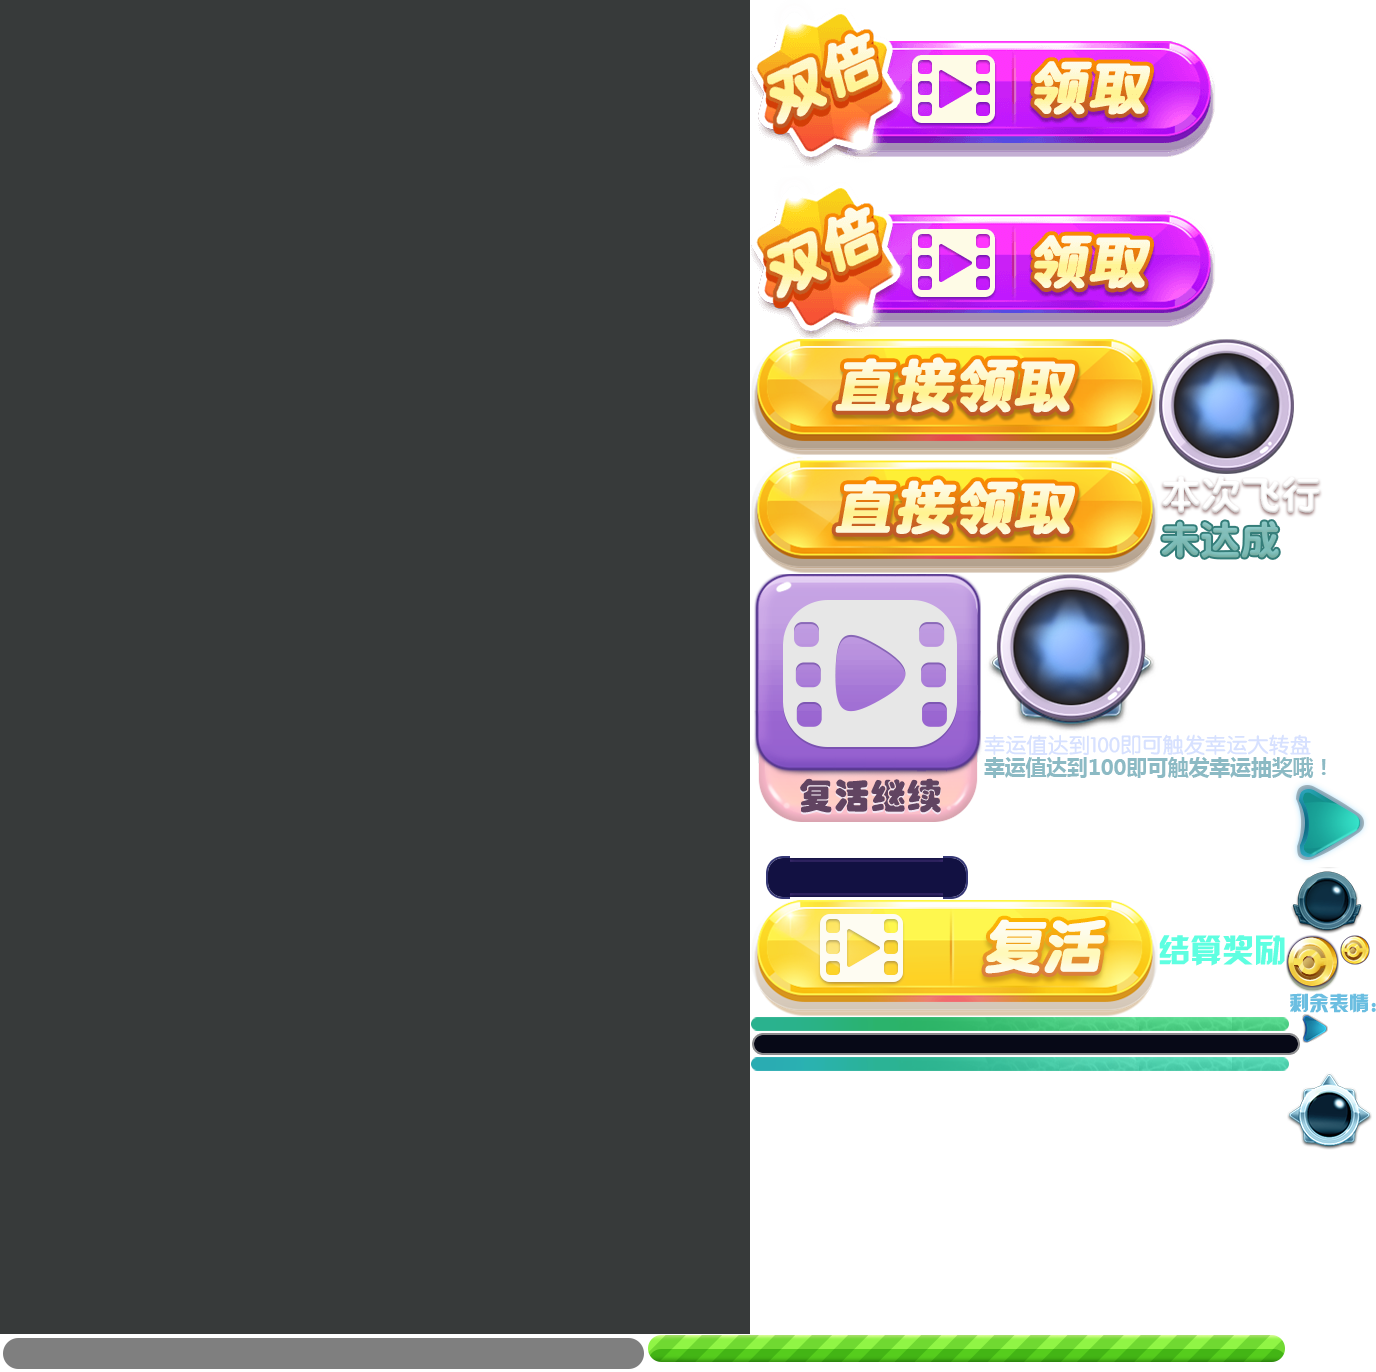 双倍 领取
双倍 领取
直接领取
直接领取
本次飞行
未达成
幸运值达到100即可触发幸运大转盘
幸运值达到100即可触发幸运抽奖哦！
复活继续
复活
结算奖励
剩余表情：